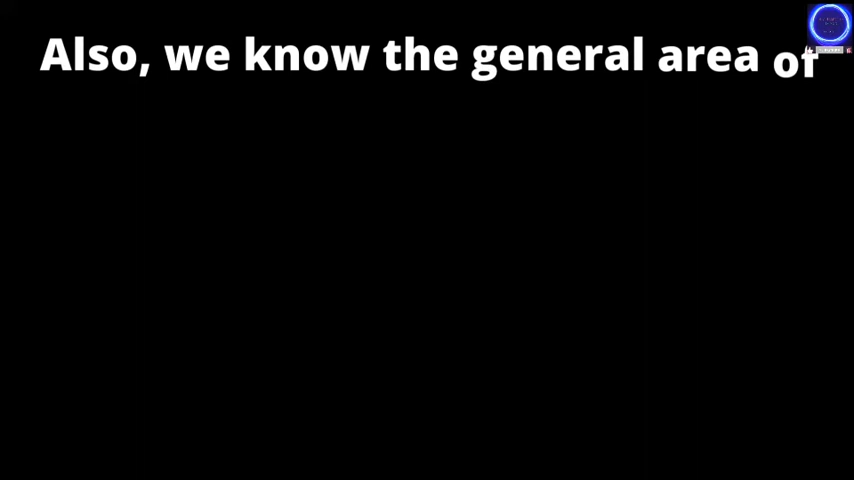 Also, we know the general area of